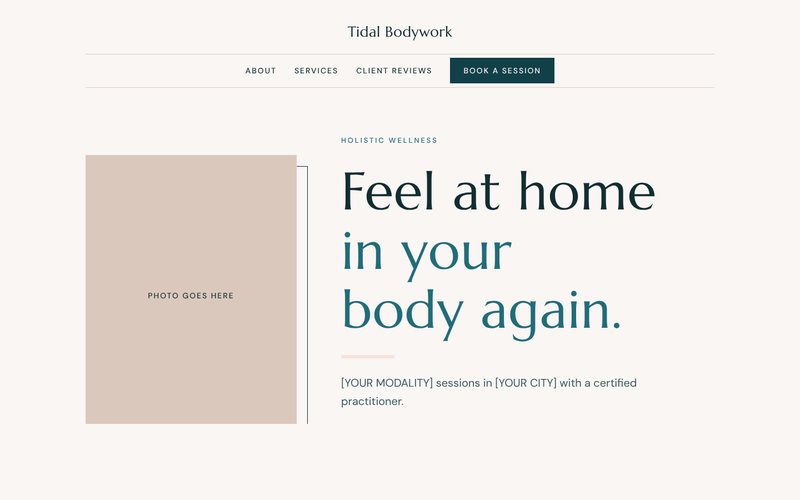 Tidal Bodywork
ABOUT SERVICES CLIENT REVIEWS BOOK A SESSION
HOLISTIC WELLNESS
Feel at home
in your
body again.
PHOTO GOES HERE
[YOUR MODALITY] sessions in [YOUR CITY] with a certified
practitioner.